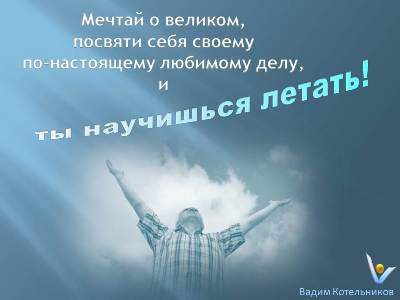 Мечтай о великом,
посвяти себя своему
по-настоящему любимому делу,
и
ты научишься летать!
Вадим Котельников